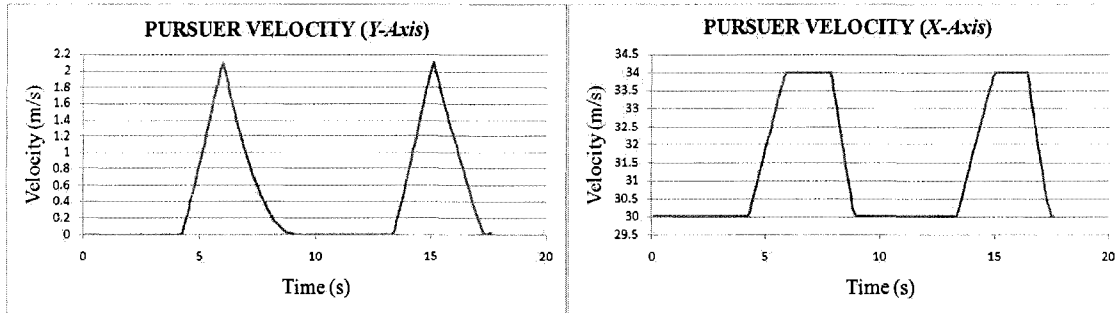 PURSUER VELOCITY (Y-Axis)
Velocity (m/s)
2.2
2
1.8
1.6
1.4
1.2
1
0.8
0.6
0.4
0.2
0
0 5 10 15 20
Time (s)
PURSUER VELOCITY (X-Axis)
Velocity (m/s)
34.5
34
33.5
33
32.5
32
31.5
31
30.5
30
29.5
0 5 10 15 20
Time (s)